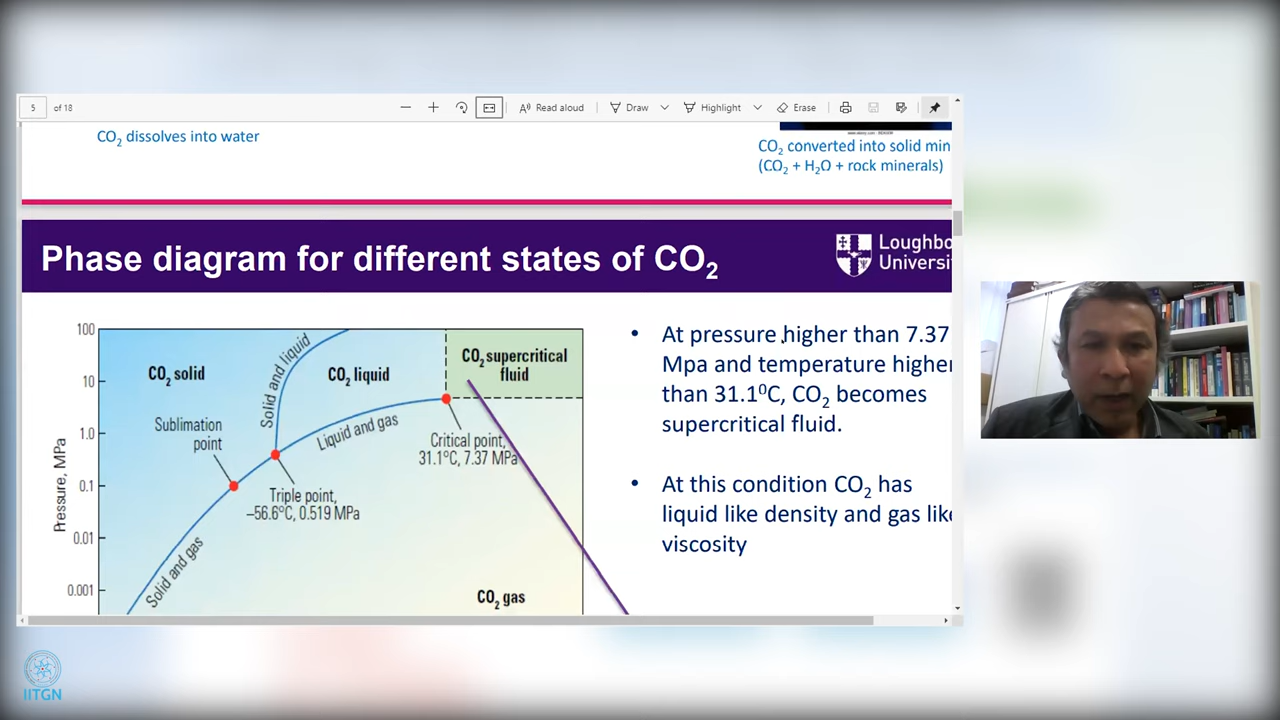 5 of 18
Read aloud
Draw
Highlight
Erase
CO2 dissolves into water
CO2 converted into solid min
(CO2 + H2O + rock minerals)
Phase diagram for different states of CO2
Loughbo
Universi
100
10
1.0
0.1
0.01
0.001
Pressure, MPa
CO2 solid
Solid and liquid
CO2 liquid
CO2 supercritical
fluid
Sublimation
point
Liquid and gas
Critical point,
31.1°C, 7.37 MPa
Triple point,
–56.6°C, 0.519 MPa
Solid and gas
CO2 gas
• At pressure higher than 7.37
Mpa and temperature higher
than 31.1⁰C, CO2 becomes
supercritical fluid.
• At this condition CO2 has
liquid like density and gas like
viscosity
IITGN